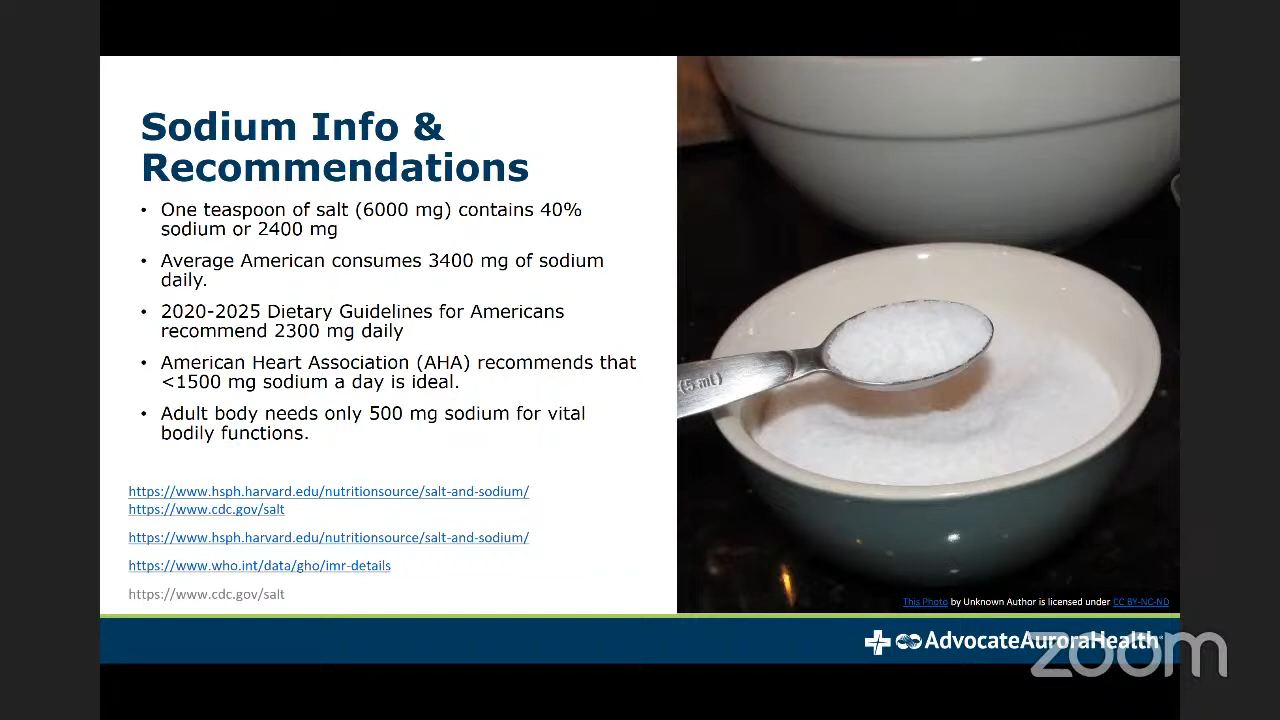 Sodium Info &
Recommendations
• One teaspoon of salt (6000 mg) contains 40%
sodium or 2400 mg
• Average American consumes 3400 mg of sodium
daily.
• 2020-2025 Dietary Guidelines for Americans
recommend 2300 mg daily
• American Heart Association (AHA) recommends that
<1500 mg sodium a day is ideal.
• Adult body needs only 500 mg sodium for vital
bodily functions.
https://www.hsph.harvard.edu/nutritionsource/salt-and-sodium/
https://www.cdc.gov/salt
https://www.hsph.harvard.edu/nutritionsource/salt-and-sodium/
https://www.who.int/data/gho/imr-details
https://www.cdc.gov/salt
(5 ml)
This Photo by Unknown Author is licensed under CC BY-NC-ND
AdvocateAuroraHealth
zoom